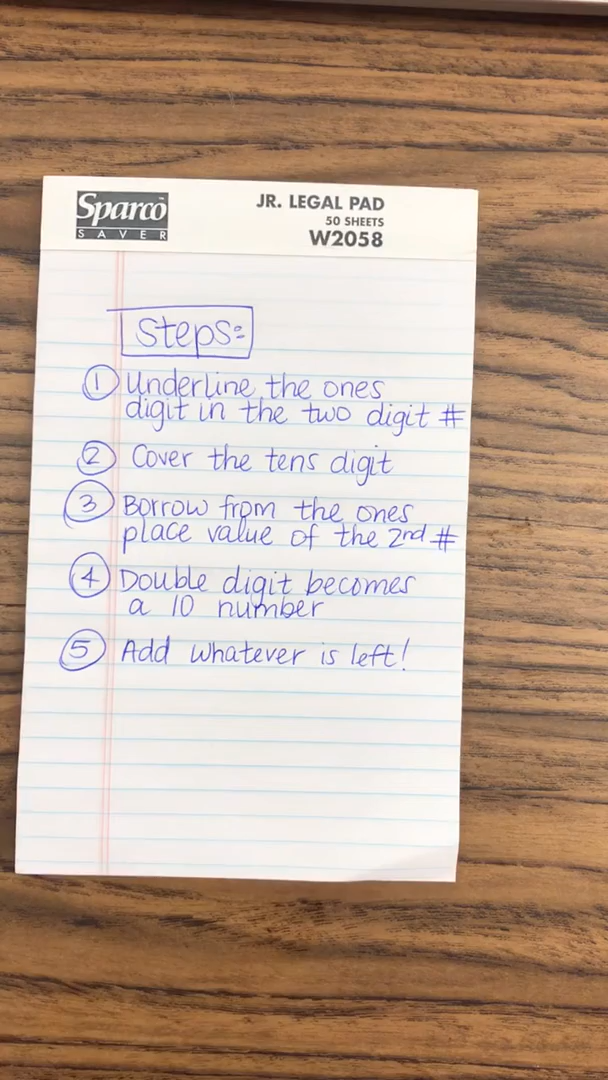 Sparco
SAVER
JR. LEGAL PAD
50 SHEETS
W2058
Steps:
1 Underline the ones
digit in the two digit #
2 Cover the tens digit
3 Borrow from the ones
place value of the 2nd #
4 Double digit becomes
a 10 number
5 Add whatever is left!